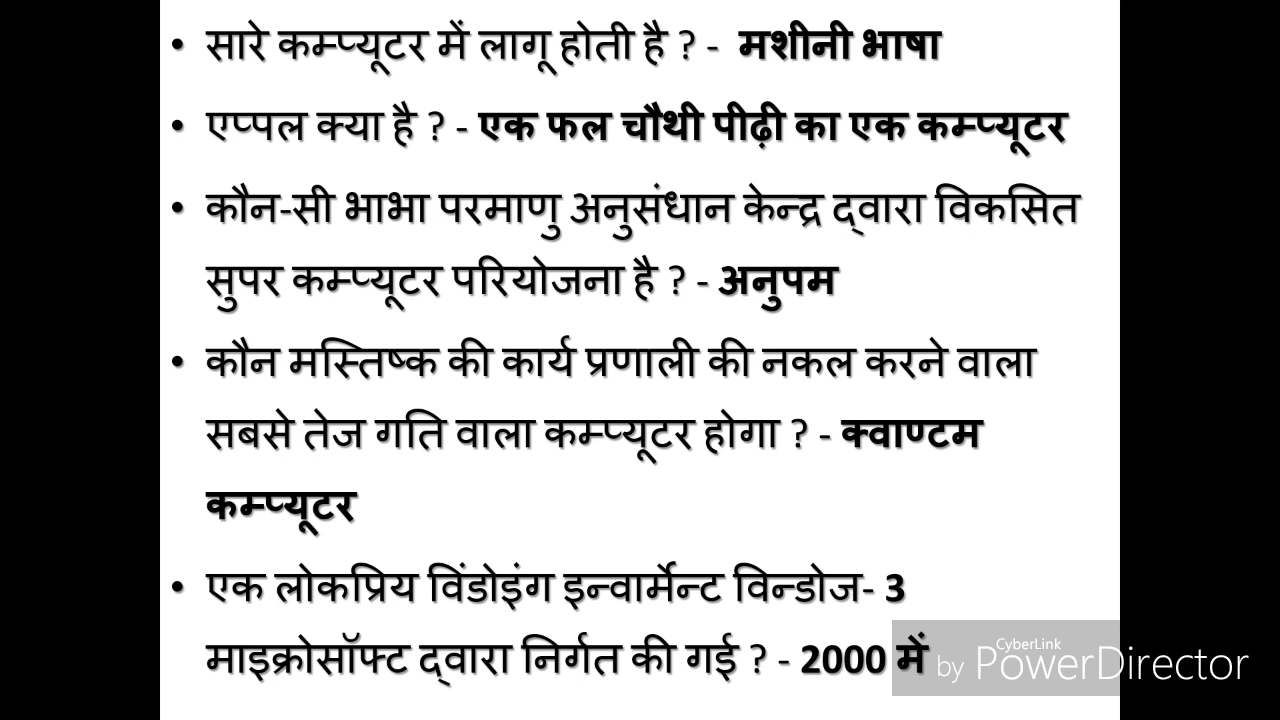 • सारे कम्प्यूटर में लागू होती है ? - मशीनी भाषा
• एप्पल क्या है ? - एक फल चौथी पीढ़ी का एक कम्प्यूटर
• कौन-सी भाभा परमाणु अनुसंधान केन्द्र द्वारा विकसित
सुपर कम्प्यूटर परियोजना है ? - अनुपम
• कौन मस्तिष्क की कार्य प्रणाली की नकल करने वाला
सबसे तेज गति वाला कम्प्यूटर होगा ? - क्वाण्टम
कम्प्यूटर
• एक लोकप्रिय विंडोइंग इन्वार्मेन्ट विन्डोज- 3
माइक्रोसॉफ्ट द्वारा निर्गत की गई ? - 2000 में
CyberLink
by PowerDirector